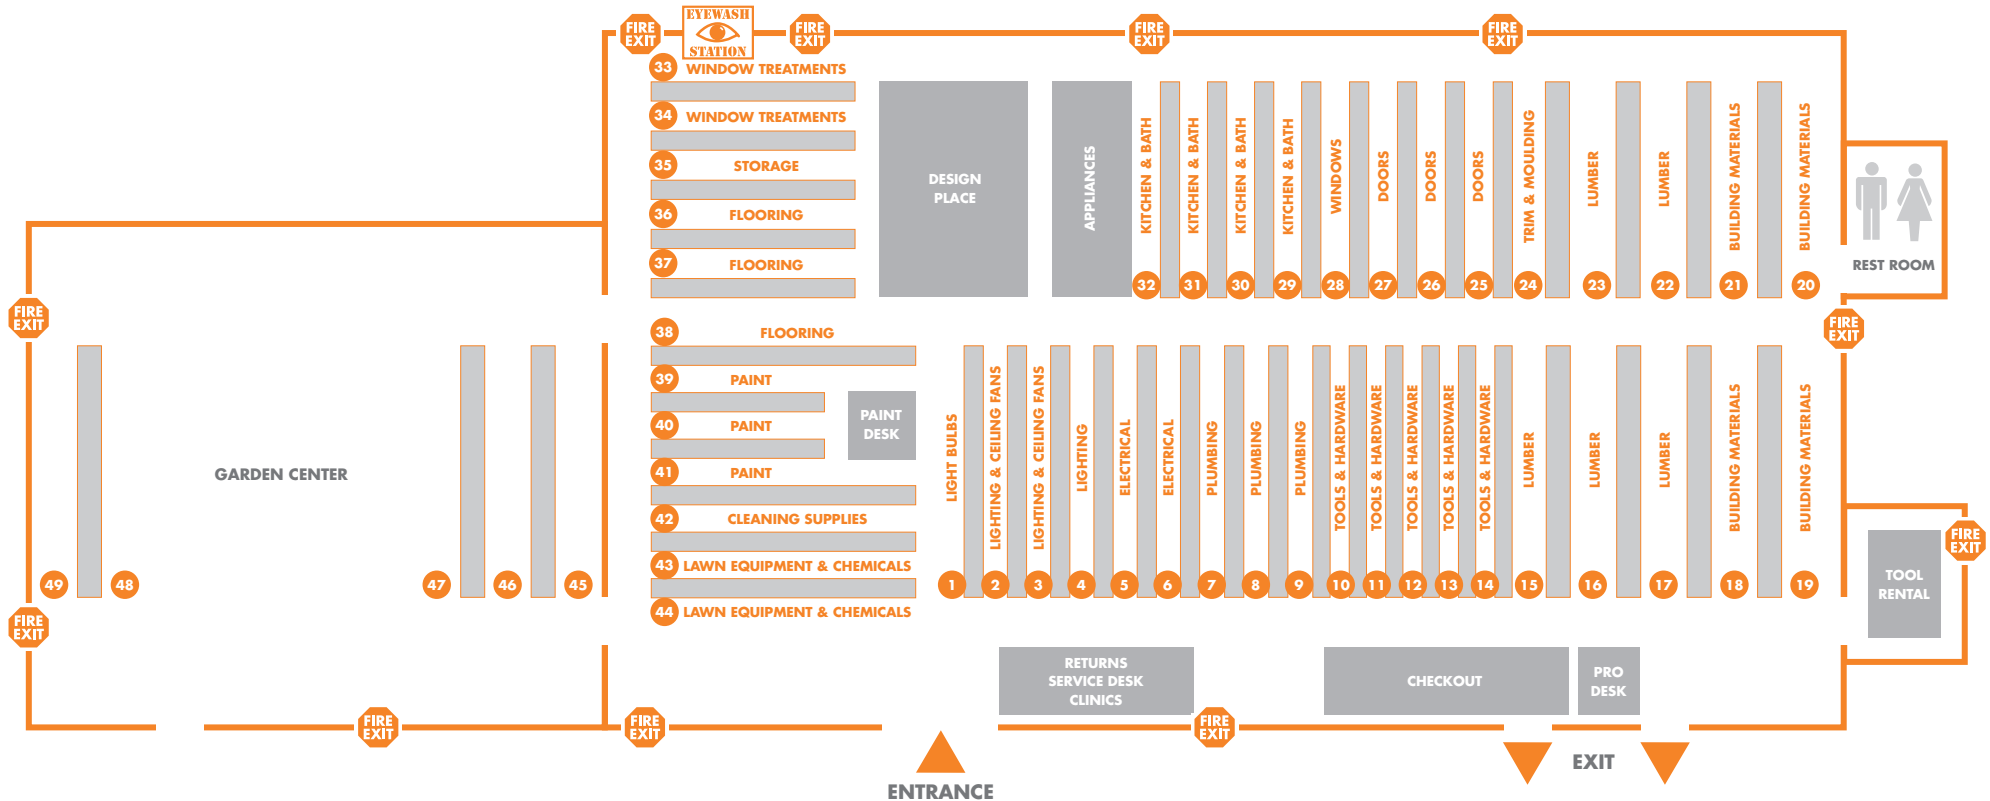 FIRE
EXIT
EYEWASH
STATION
FIRE
EXIT
FIRE
EXIT
FIRE
EXIT
33 WINDOW TREATMENTS
34 WINDOW TREATMENTS
35 STORAGE
36 FLOORING
37 FLOORING
DESIGN
PLACE
APPLIANCES
KITCHEN & BATH
32
KITCHEN & BATH
31
KITCHEN & BATH
30
KITCHEN & BATH
29
WINDOWS
28
DOORS
27
DOORS
26
DOORS
25
TRIM & MOULDING
24
LUMBER
23
LUMBER
22
BUILDING MATERIALS
21
BUILDING MATERIALS
20
REST ROOM
FIRE
EXIT
FIRE
EXIT
38 FLOORING
39 PAINT
40 PAINT
41 PAINT
42 CLEANING SUPPLIES
43 LAWN EQUIPMENT & CHEMICALS
44 LAWN EQUIPMENT & CHEMICALS
PAINT
DESK
GARDEN CENTER
49
48
47
46
45
LIGHT BULBS
1
LIGHTING & CEILING FANS
2
LIGHTING & CEILING FANS
3
LIGHTING
4
ELECTRICAL
5
ELECTRICAL
6
PLUMBING
7
PLUMBING
8
PLUMBING
9
TOOLS & HARDWARE
10
TOOLS & HARDWARE
11
TOOLS & HARDWARE
12
TOOLS & HARDWARE
13
TOOLS & HARDWARE
14
LUMBER
15
LUMBER
16
LUMBER
17
BUILDING MATERIALS
18
BUILDING MATERIALS
19
FIRE
EXIT
TOOL
RENTAL
FIRE
EXIT
RETURNS
SERVICE DESK
CLINICS
CHECKOUT
PRO
DESK
FIRE
EXIT
FIRE
EXIT
FIRE
EXIT
ENTRANCE
EXIT